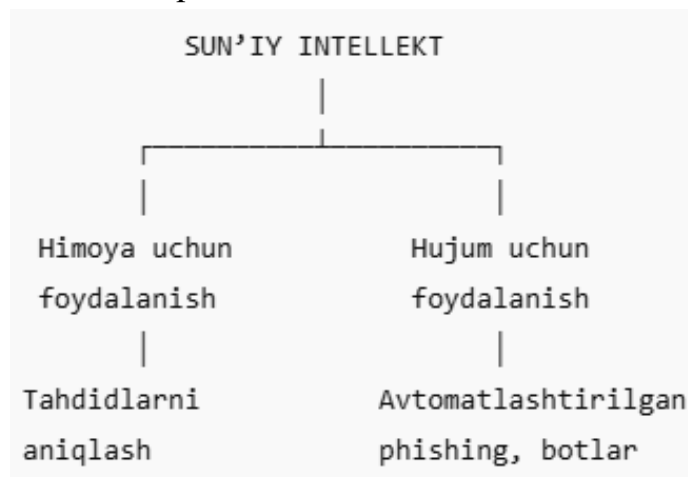 SUN’IY INTELLEKT
Himoya uchun Hujum uchun
foydalanish foydalanish
Tahdidlarni Avtomatlashtirilgan
aniqlash phishing, botlar